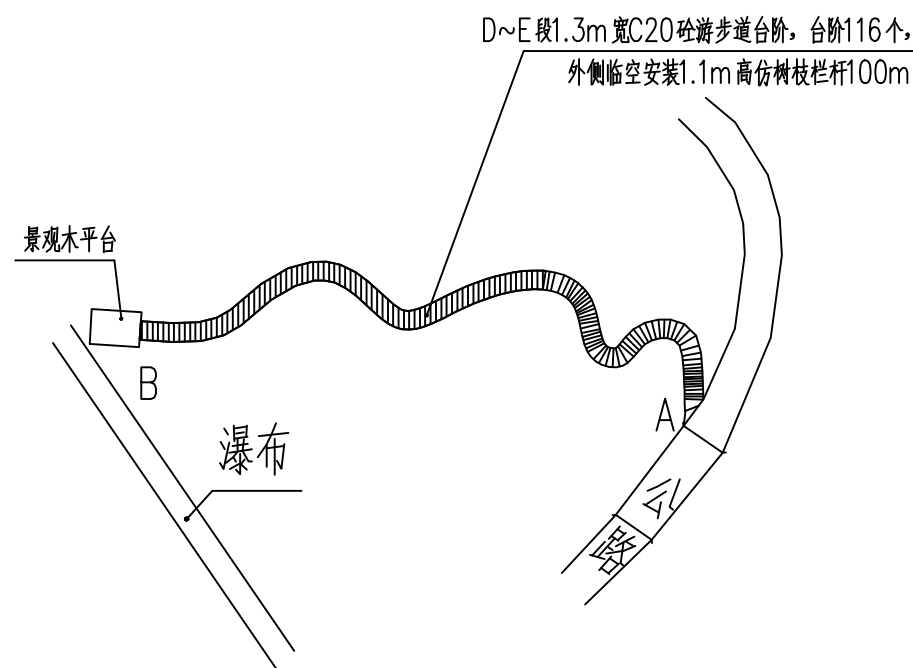 D~E段1.3m宽C20砼游步道台阶，台阶116个，
外侧临空安装1.1m高仿树枝栏杆100m
景观木平台
B
A
瀑布
公
路